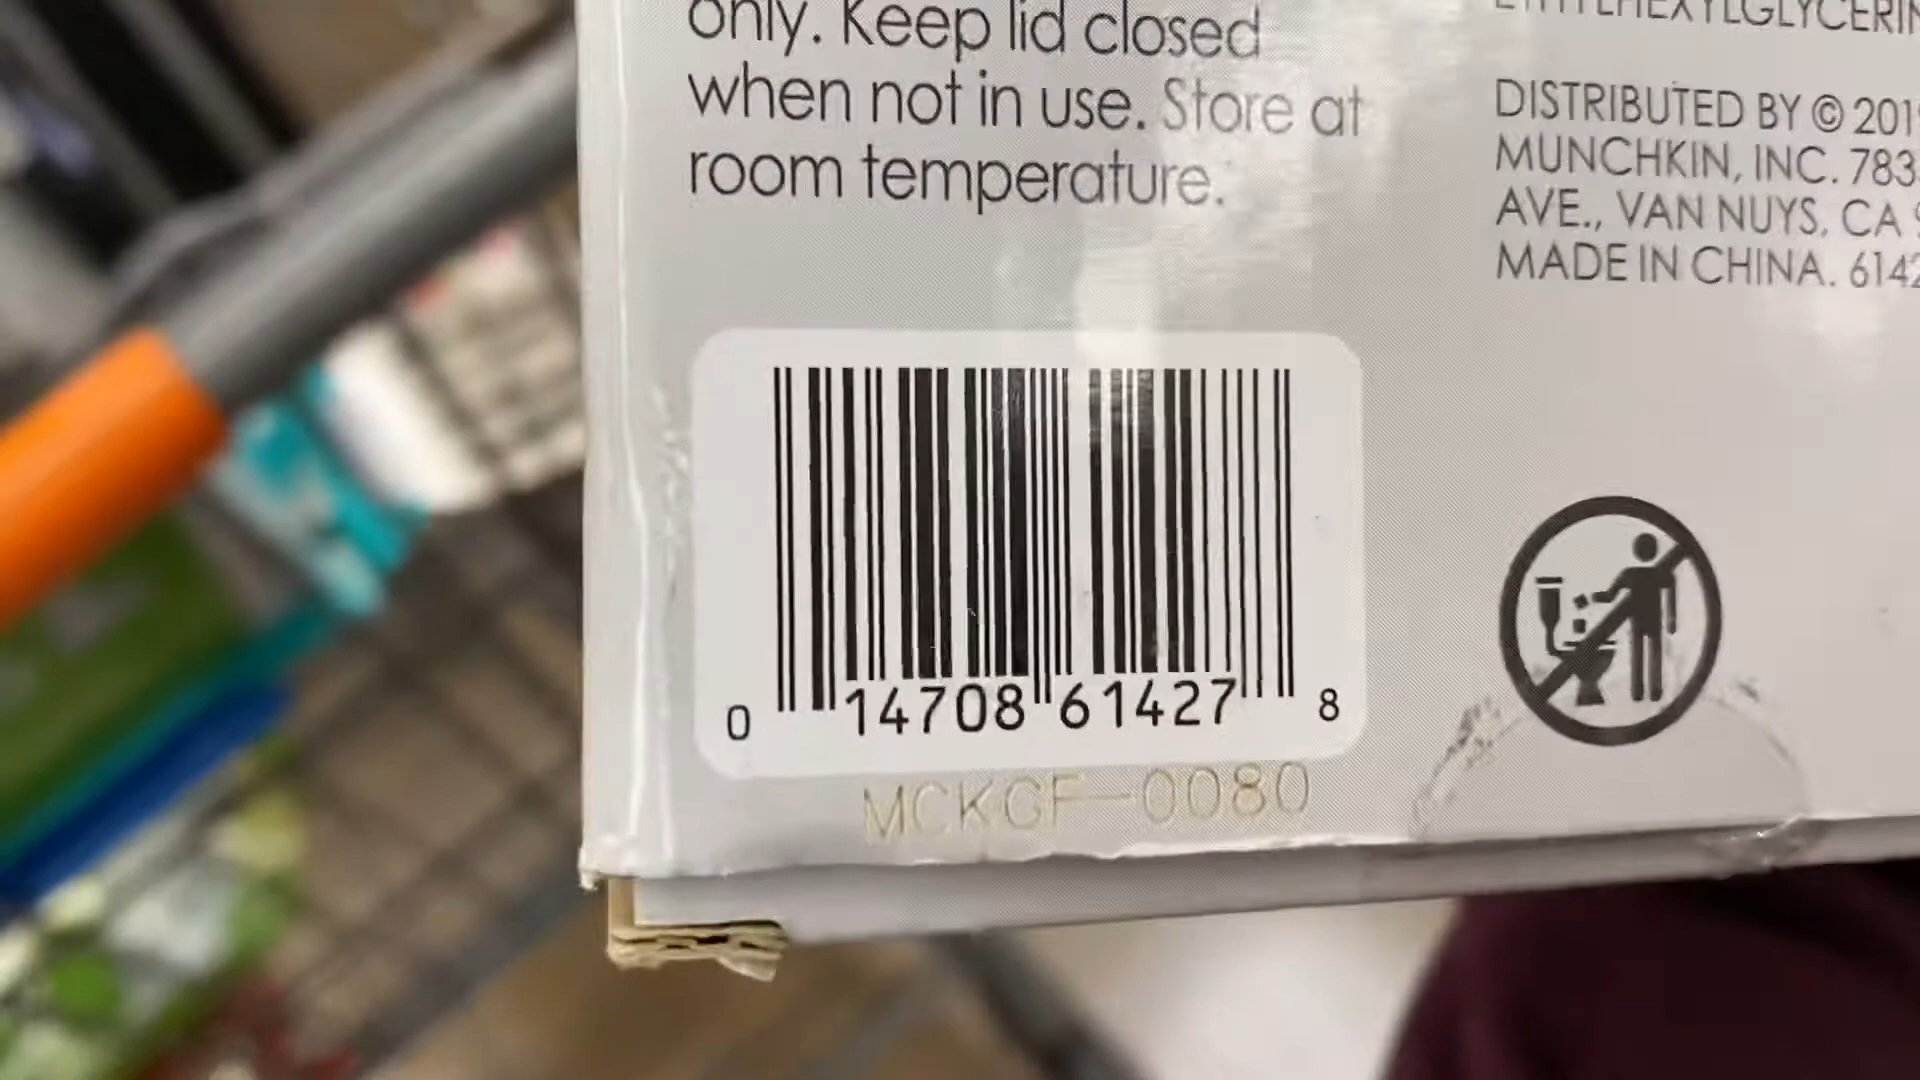 only. Keep lid closed
when not in use. Store at
room temperature.
DISTRIBUTED BY © 201
MUNCHKIN, INC. 783
AVE., VAN NUYS, CA
MADE IN CHINA. 6142
0 14708 61427 8
MCKGF-0080